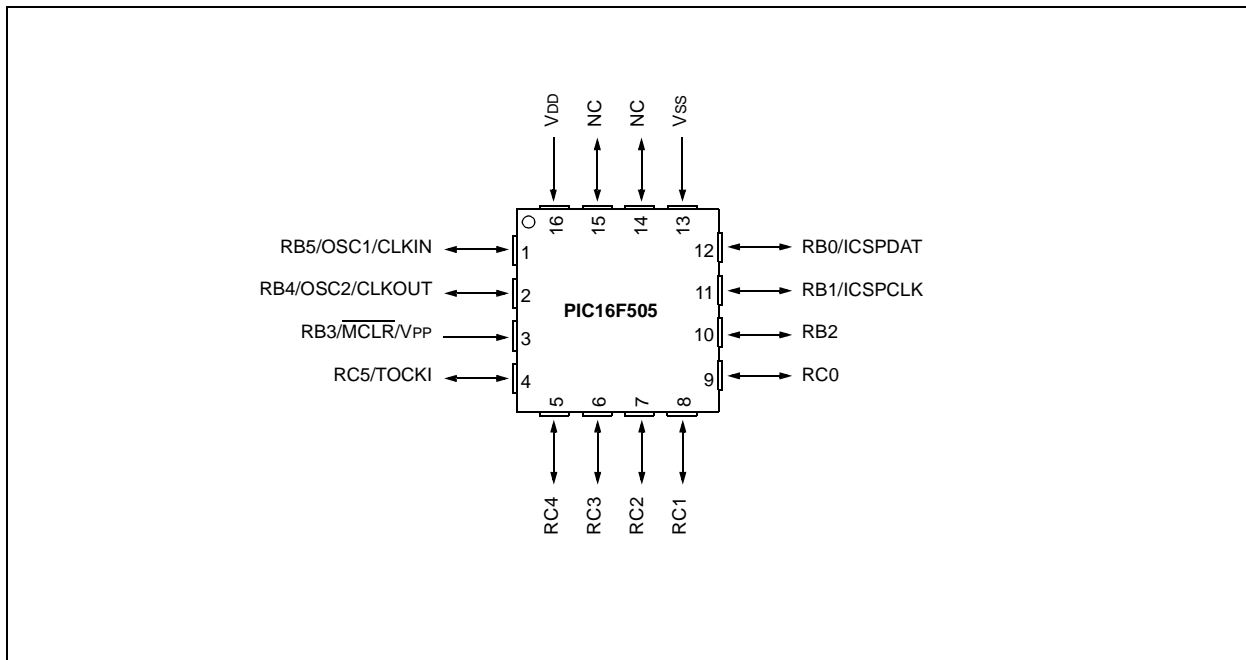 VDD
NC
NC
VSS
16
15
14
13
RB5/OSC1/CLKIN
1
12
RB0/ICSPDAT
RB4/OSC2/CLKOUT
2
11
RB1/ICSPCLK
PIC16F505
RB3/MCLR/VPP
3
10
RB2
RC5/TOCKI
4
9
RC0
5
6
7
8
RC4
RC3
RC2
RC1